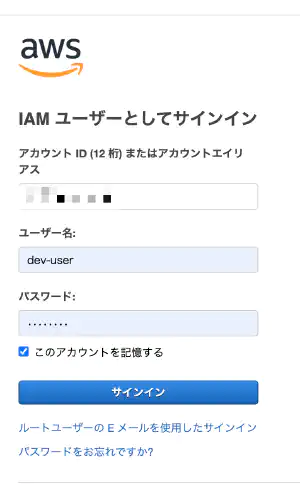 aws
IAM ユーザーとしてサインイン
アカウント ID (12 桁) またはアカウントエイリ
アス
ユーザー名:
dev-user
パスワード:
........
このアカウントを記憶する
サインイン
ルートユーザーの E メールを使用したサインイン
パスワードをお忘れですか?